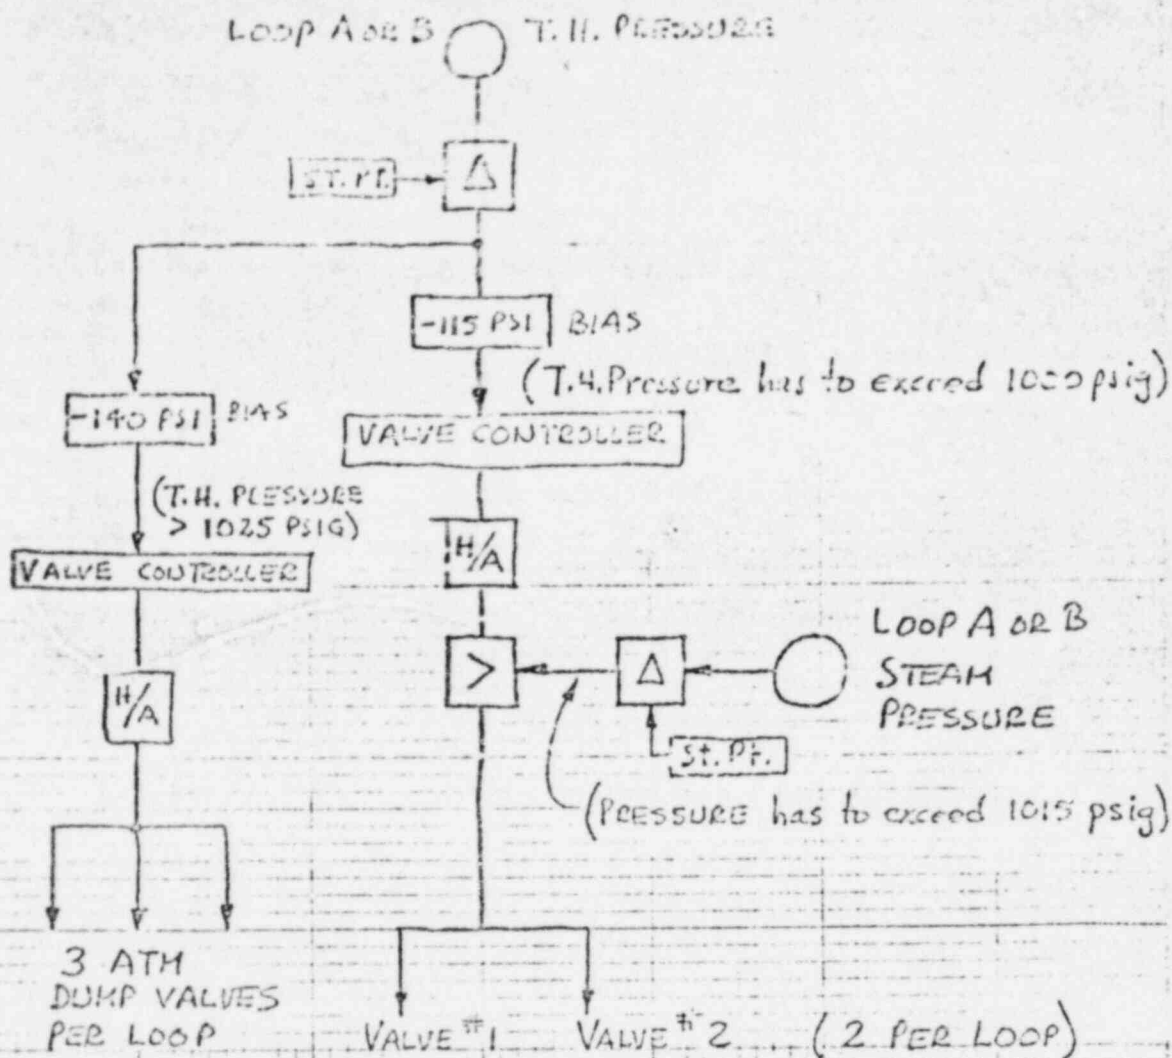 LOOP A OR B
T.H. PRESSURE
ST. PT.
Δ
-115 PSI
BIAS
(T.H. Pressure has to exceed 1000 psig)
-140 PSI
BIAS
VALVE CONTROLLER
(T.H. PRESSURE
> 1025 PSIG)
VALVE CONTROLLER
H/A
H/A
>
Δ
LOOP A OR B
STEAM
PRESSURE
St. Pt.
(PRESSURE has to exceed 1015 psig)
3 ATM
DUMP VALVES
PER LOOP
VALVE #1
VALVE #2
(2 PER LOOP)